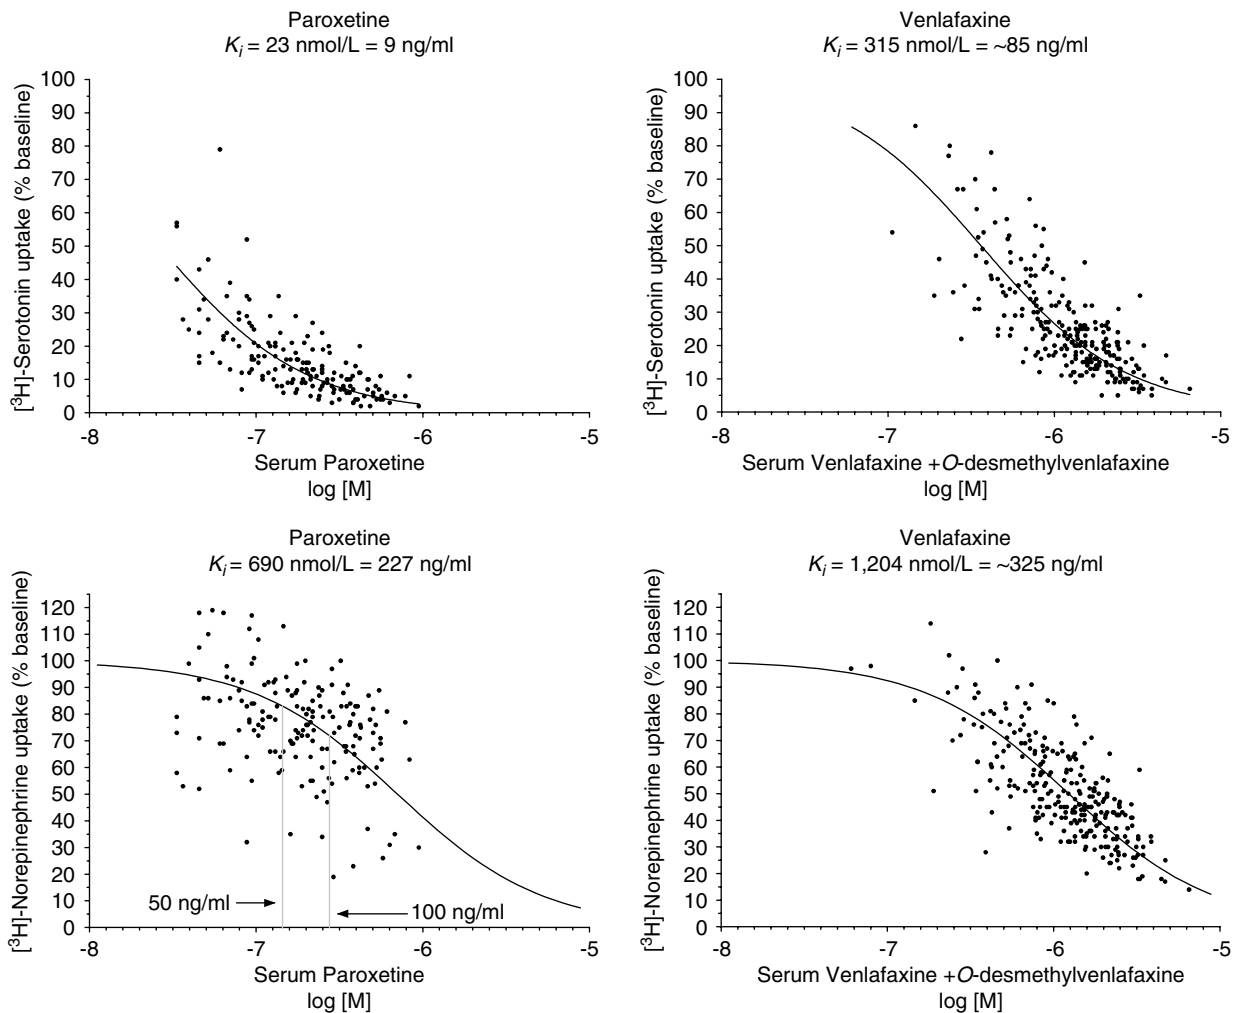 Paroxetine
Kᵢ = 23 nmol/L = 9 ng/ml
[³H]-Serotonin uptake (% baseline)
100
90
80
70
60
50
40
30
20
10
0
-8
-7
-6
-5
Serum Paroxetine
log [M]
Venlafaxine
Kᵢ = 315 nmol/L = ~85 ng/ml
[³H]-Serotonin uptake (% baseline)
100
90
80
70
60
50
40
30
20
10
0
-8
-7
-6
-5
Serum Venlafaxine +O-desmethylvenlafaxine
log [M]
Paroxetine
Kᵢ = 690 nmol/L = 227 ng/ml
[³H]-Norepinephrine uptake (% baseline)
120
110
100
90
80
70
60
50
40
30
20
10
0
50 ng/ml
100 ng/ml
-8
-7
-6
-5
Serum Paroxetine
log [M]
Venlafaxine
Kᵢ = 1,204 nmol/L = ~325 ng/ml
[³H]-Norepinephrine uptake (% baseline)
120
110
100
90
80
70
60
50
40
30
20
10
0
-8
-7
-6
-5
Serum Venlafaxine +O-desmethylvenlafaxine
log [M]